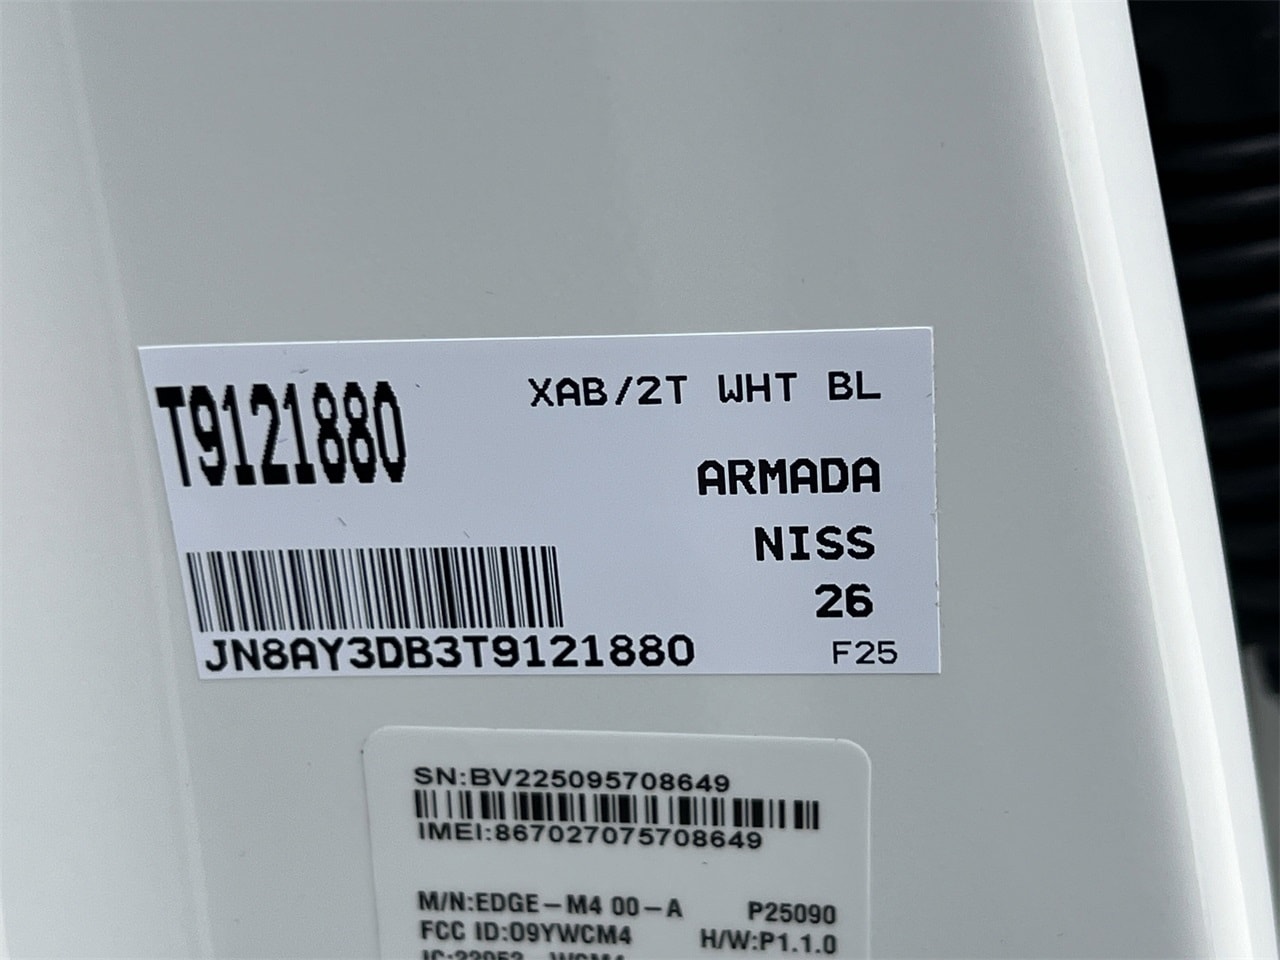 T9121880
XAB/2T WHT BL
ARMADA
NISS
26
JN8AY3DB3T9121880
F25
SN:BV225095708649
IMEI:867027075708649
M/N:EDGE-M4 00-A P25090
FCC ID:09YWCM4 H/W:P1.1.0